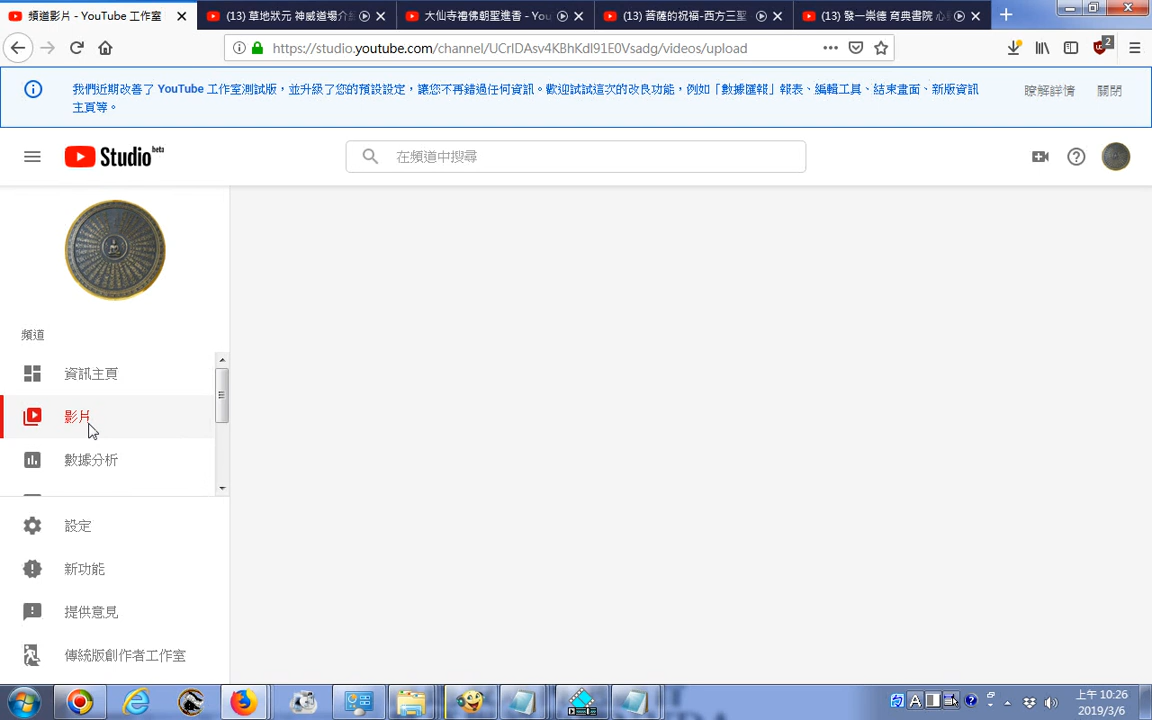 頻道影片 - YouTube 工作室
(13) 草地狀元 神威道場介紹
大仙寺禮佛朝聖進香 - You
(13) 菩薩的祝福-西方三聖
(13) 發一崇德 育典書院 心
https://studio.youtube.com/channel/UCrlDAsv4KBhKdl91E0Vsadg/videos/upload
2
我們近期改善了 YouTube 工作室測試版，並升級了您的預設設定，讓您不再錯過任何資訊。歡迎試試這次的改良功能，例如「數據匯報」報表、編輯工具、結束畫面、新版資訊
主頁等。
瞭解詳情
關閉
Studio beta
在頻道中搜尋
頻道
資訊主頁
影片
數據分析
設定
新功能
提供意見
傳統版創作者工作室
上午 10:26
2019/3/6